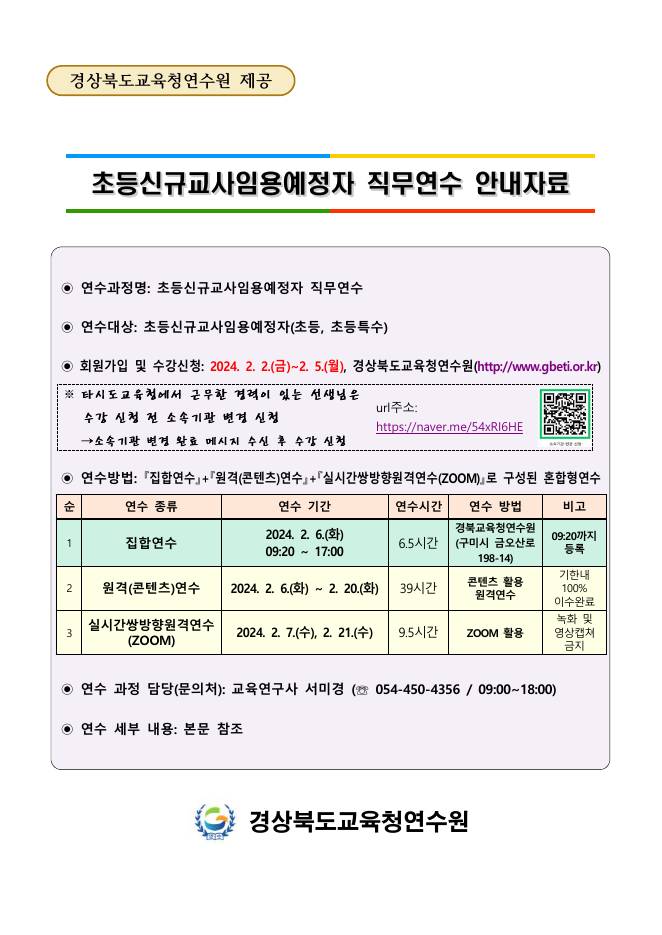 경상북도교육청연수원 제공
초등신규교사임용예정자 직무연수 안내자료
◉ 연수과정명: 초등신규교사임용예정자 직무연수
◉ 연수대상: 초등신규교사임용예정자(초등, 초등특수)
◉ 회원가입 및 수강신청: 2024. 2. 2.(금)~2. 5.(월), 경상북도교육청연수원(http://www.gbeti.or.kr)
※ 타시도교육청에서 근무한 경력이 있는 선생님은
수강 신청 전 소속기관 변경 신청
→소속기관 변경 완료 메시지 수신 후 수강 신청
url주소:
https://naver.me/54xRI6HE
소속기관 변경 신청
◉ 연수방법: 『집합연수』+『원격(콘텐츠)연수』+『실시간쌍방향원격연수(ZOOM)』로 구성된 혼합형연수
순 연수 종류 연수 기간 연수시간 연수 방법 비고
1 집합연수 2024. 2. 6.(화) 09:20 ~ 17:00 6.5시간 경북교육청연수원 (구미시 금오산로 198-14) 09:20까지 등록
2 원격(콘텐츠)연수 2024. 2. 6.(화) ~ 2. 20.(화) 39시간 콘텐츠 활용 원격연수 기한내 100% 이수완료
3 실시간쌍방향원격연수 (ZOOM) 2024. 2. 7.(수), 2. 21.(수) 9.5시간 ZOOM 활용 녹화 및 영상캡쳐 금지
◉ 연수 과정 담당(문의처): 교육연구사 서미경 (☏ 054-450-4356 / 09:00~18:00)
◉ 연수 세부 내용: 본문 참조
경상북도교육청연수원